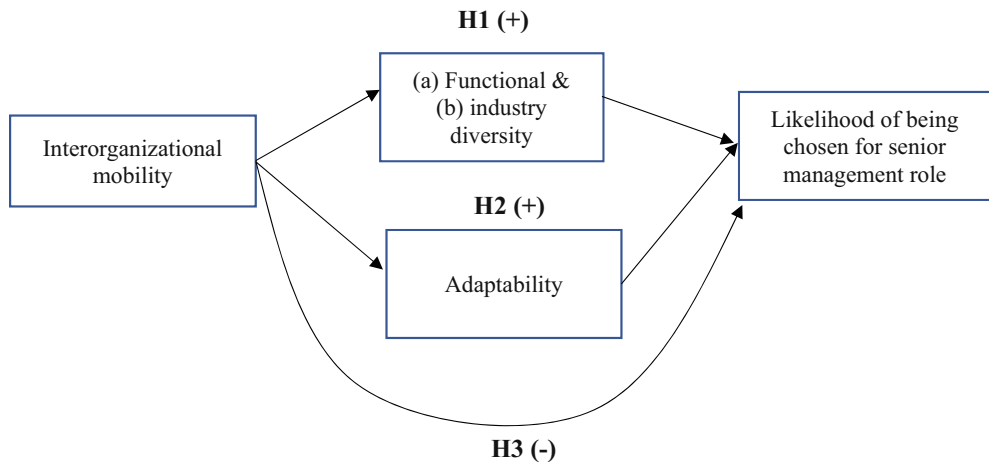 H1 (+)
(a) Functional &
(b) industry
diversity
Interorganizational
mobility
Likelihood of being
chosen for senior
management role
H2 (+)
Adaptability
H3 (-)